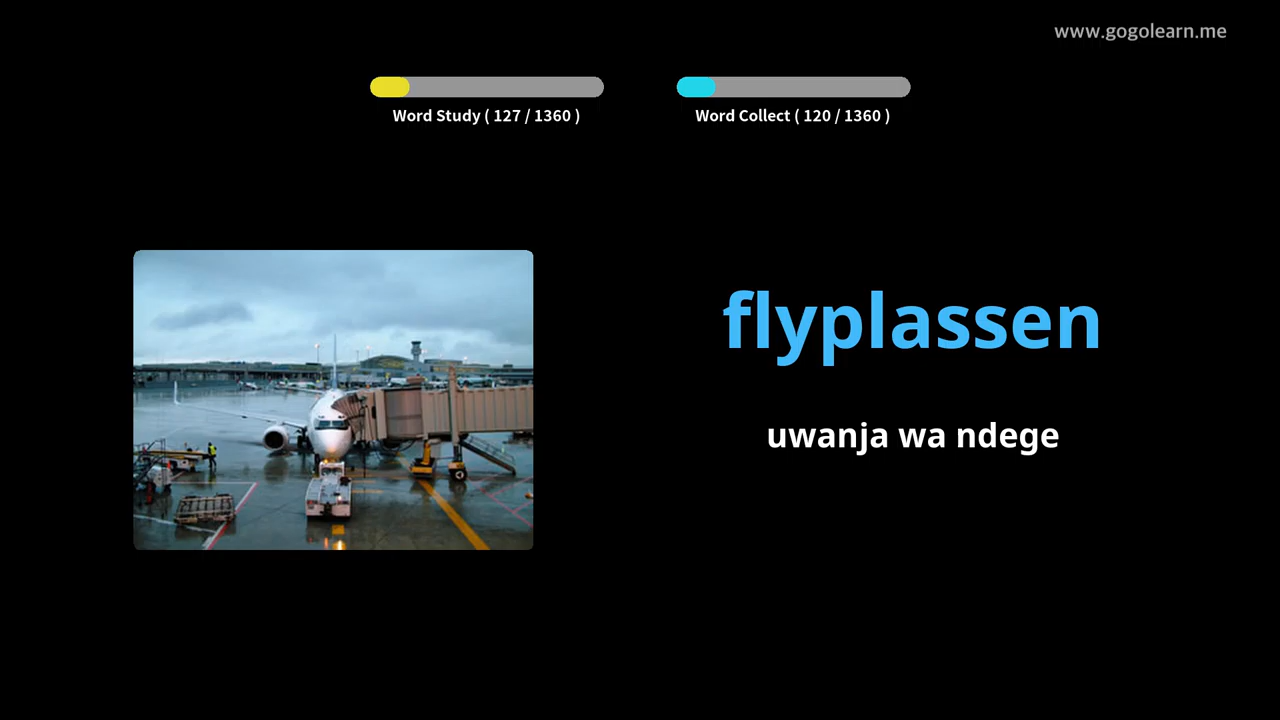 www.gogolearn.me
Word Study ( 127 / 1360 )
Word Collect ( 120 / 1360 )
flyplassen
uwanja wa ndege